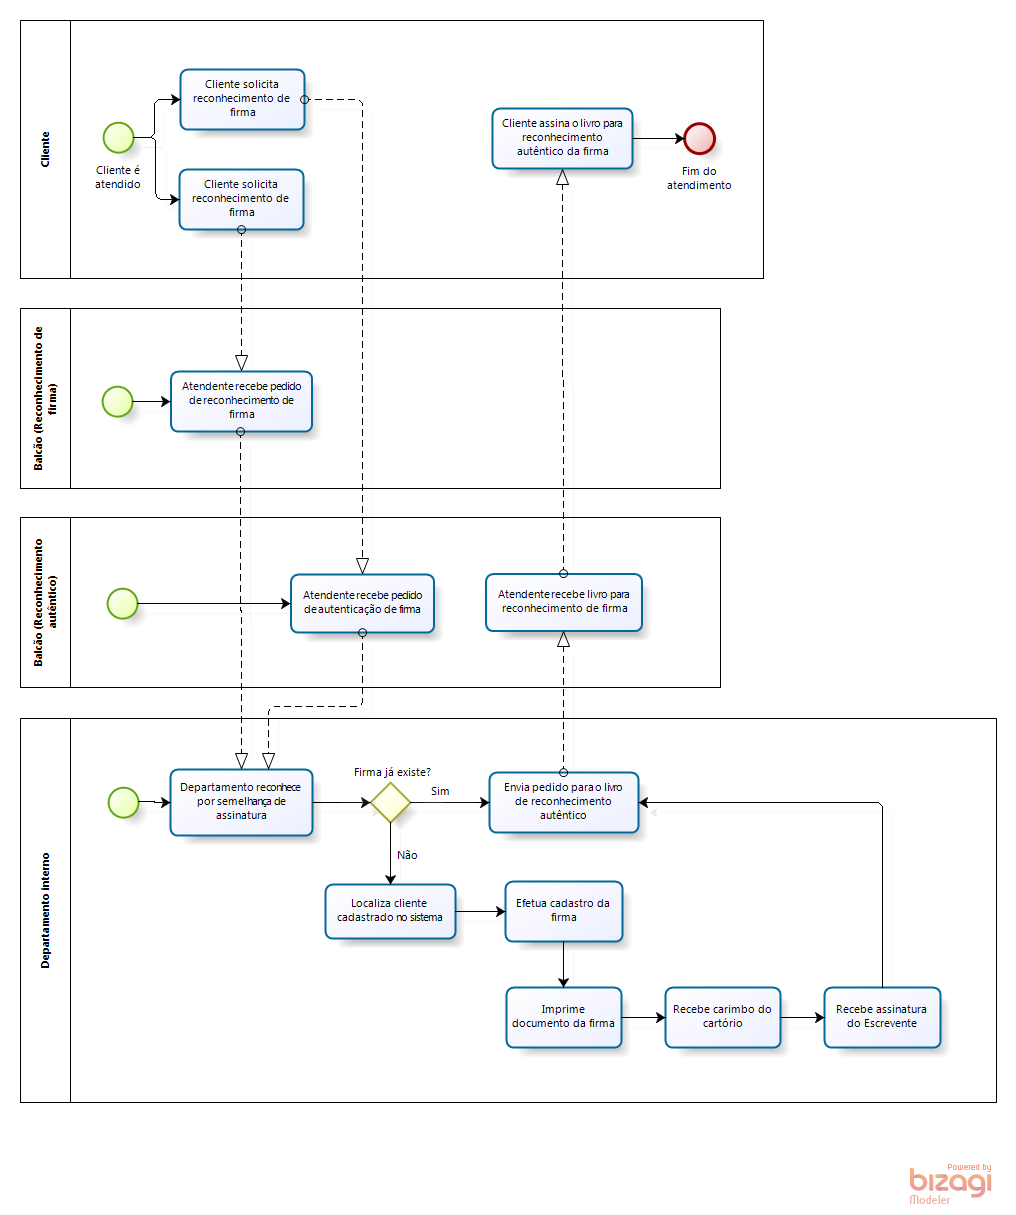 Cliente
Cliente é
atendido
Cliente solicita
reconhecimento de
firma
Cliente solicita
reconhecimento de
firma
Cliente assina o livro para
reconhecimento
autêntico da firma
Fim do
atendimento
Balcão (Reconhecimento de
firma)
Atendente recebe pedido
de reconhecimento de
firma
Balcão (Reconhecimento
autêntico)
Atendente recebe pedido
de autenticação de firma
Atendente recebe livro para
reconhecimento de firma
Departamento interno
Departamento reconhece
por semelhança de
assinatura
Firma já existe?
Sim
Não
Envia pedido para o livro
de reconhecimento
autêntico
Localiza cliente
cadastrado no sistema
Efetua cadastro da
firma
Imprime
documento da firma
Recebe carimbo do
cartório
Recebe assinatura
do Escrevente
Powered by
bizagi
Modeler